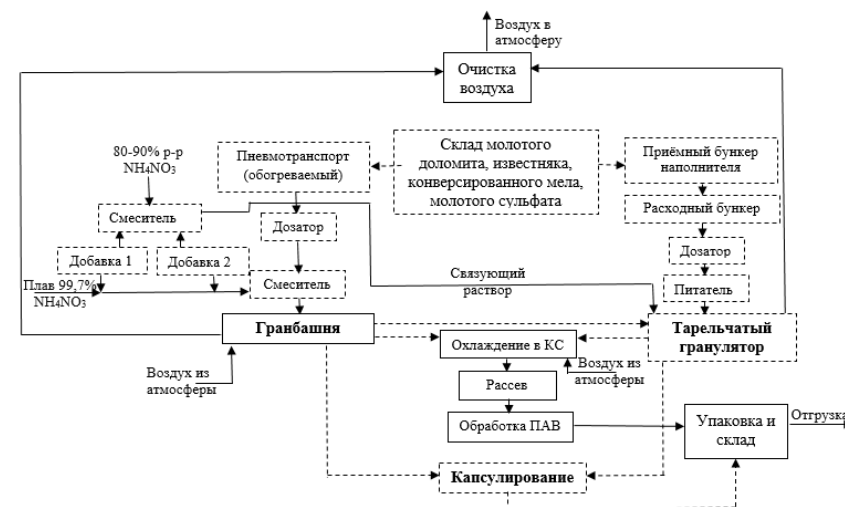 Воздух в
атмосферу
Очистка
воздуха
80-90% р-р
NH₄NO₃
Пневмотранспорт
(обогреваемый)
Склад молотого
доломита, известняка,
конверсированного мела,
молотого сульфата
Приёмный бункер
наполнителя
Смеситель
Расходный бункер
Дозатор
Дозатор
Добавка 1
Добавка 2
Плав 99,7%
NH₄NO₃
Смеситель
Связующий
раствор
Питатель
Гранбашня
Тарельчатый
гранулятор
Охлаждение в КС
Воздух из
атмосферы
Воздух из
атмосферы
Рассев
Обработка ПАВ
Упаковка и
склад
Отгрузка
Капсулирование